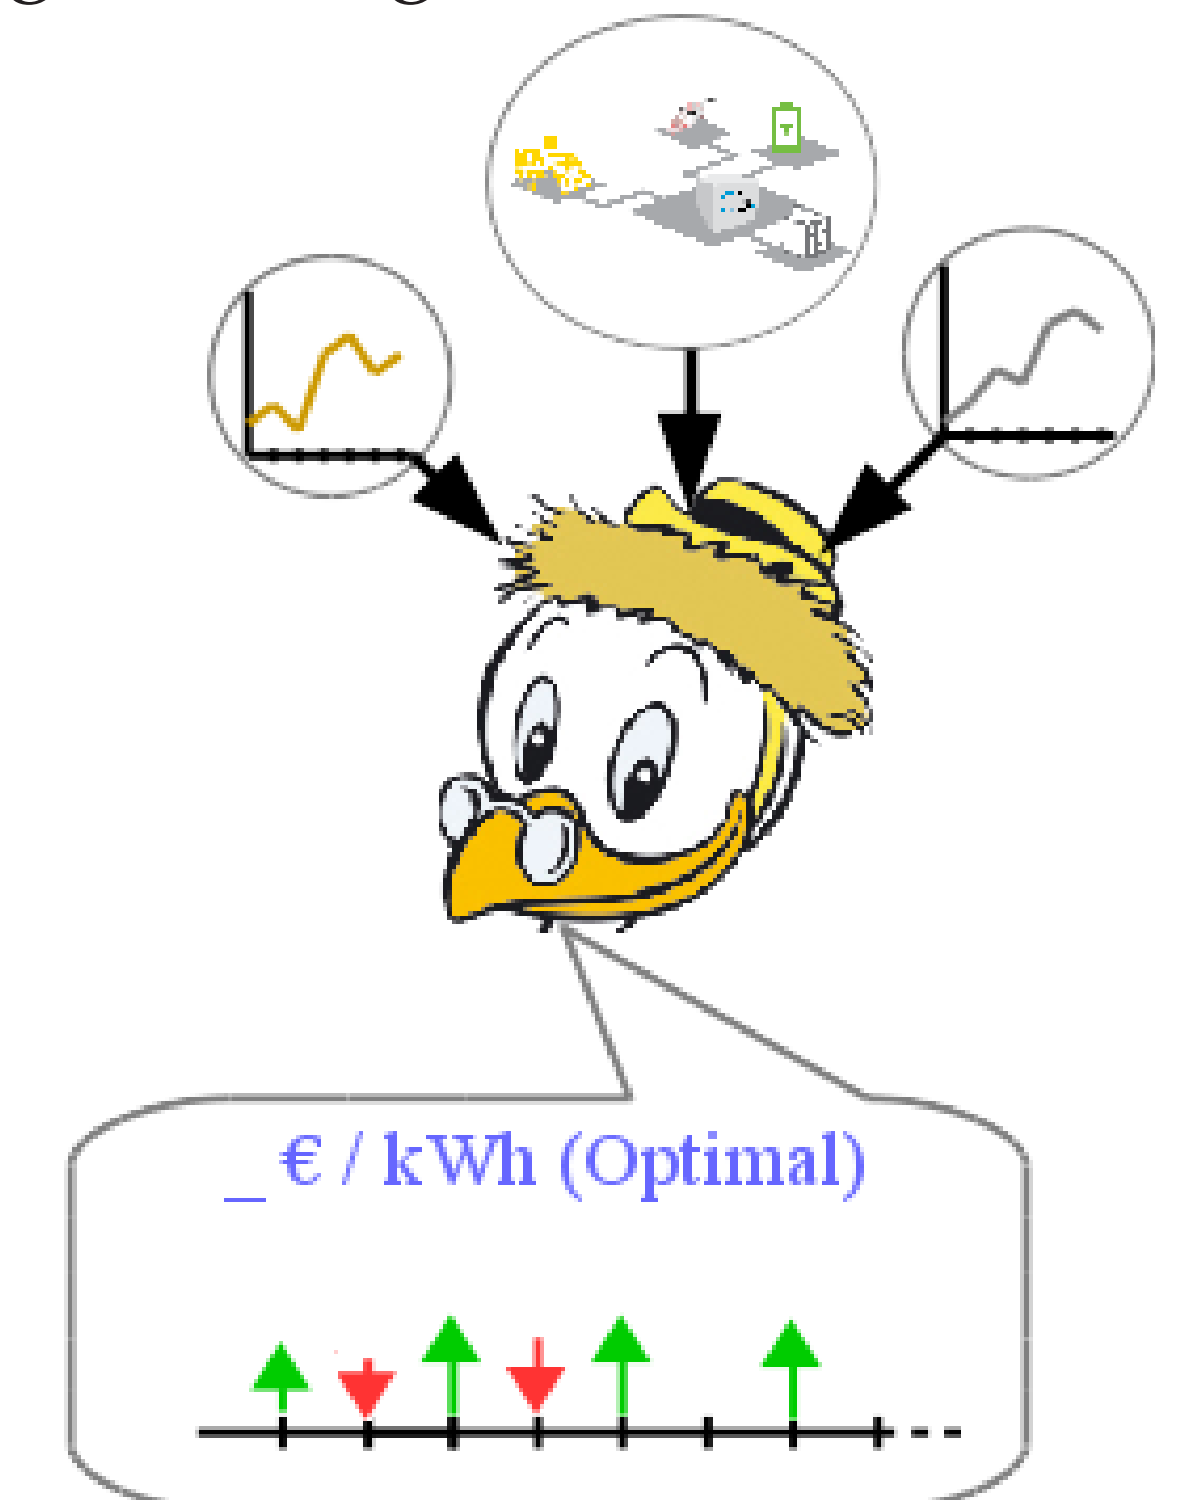 _ € / kWh (Optimal)